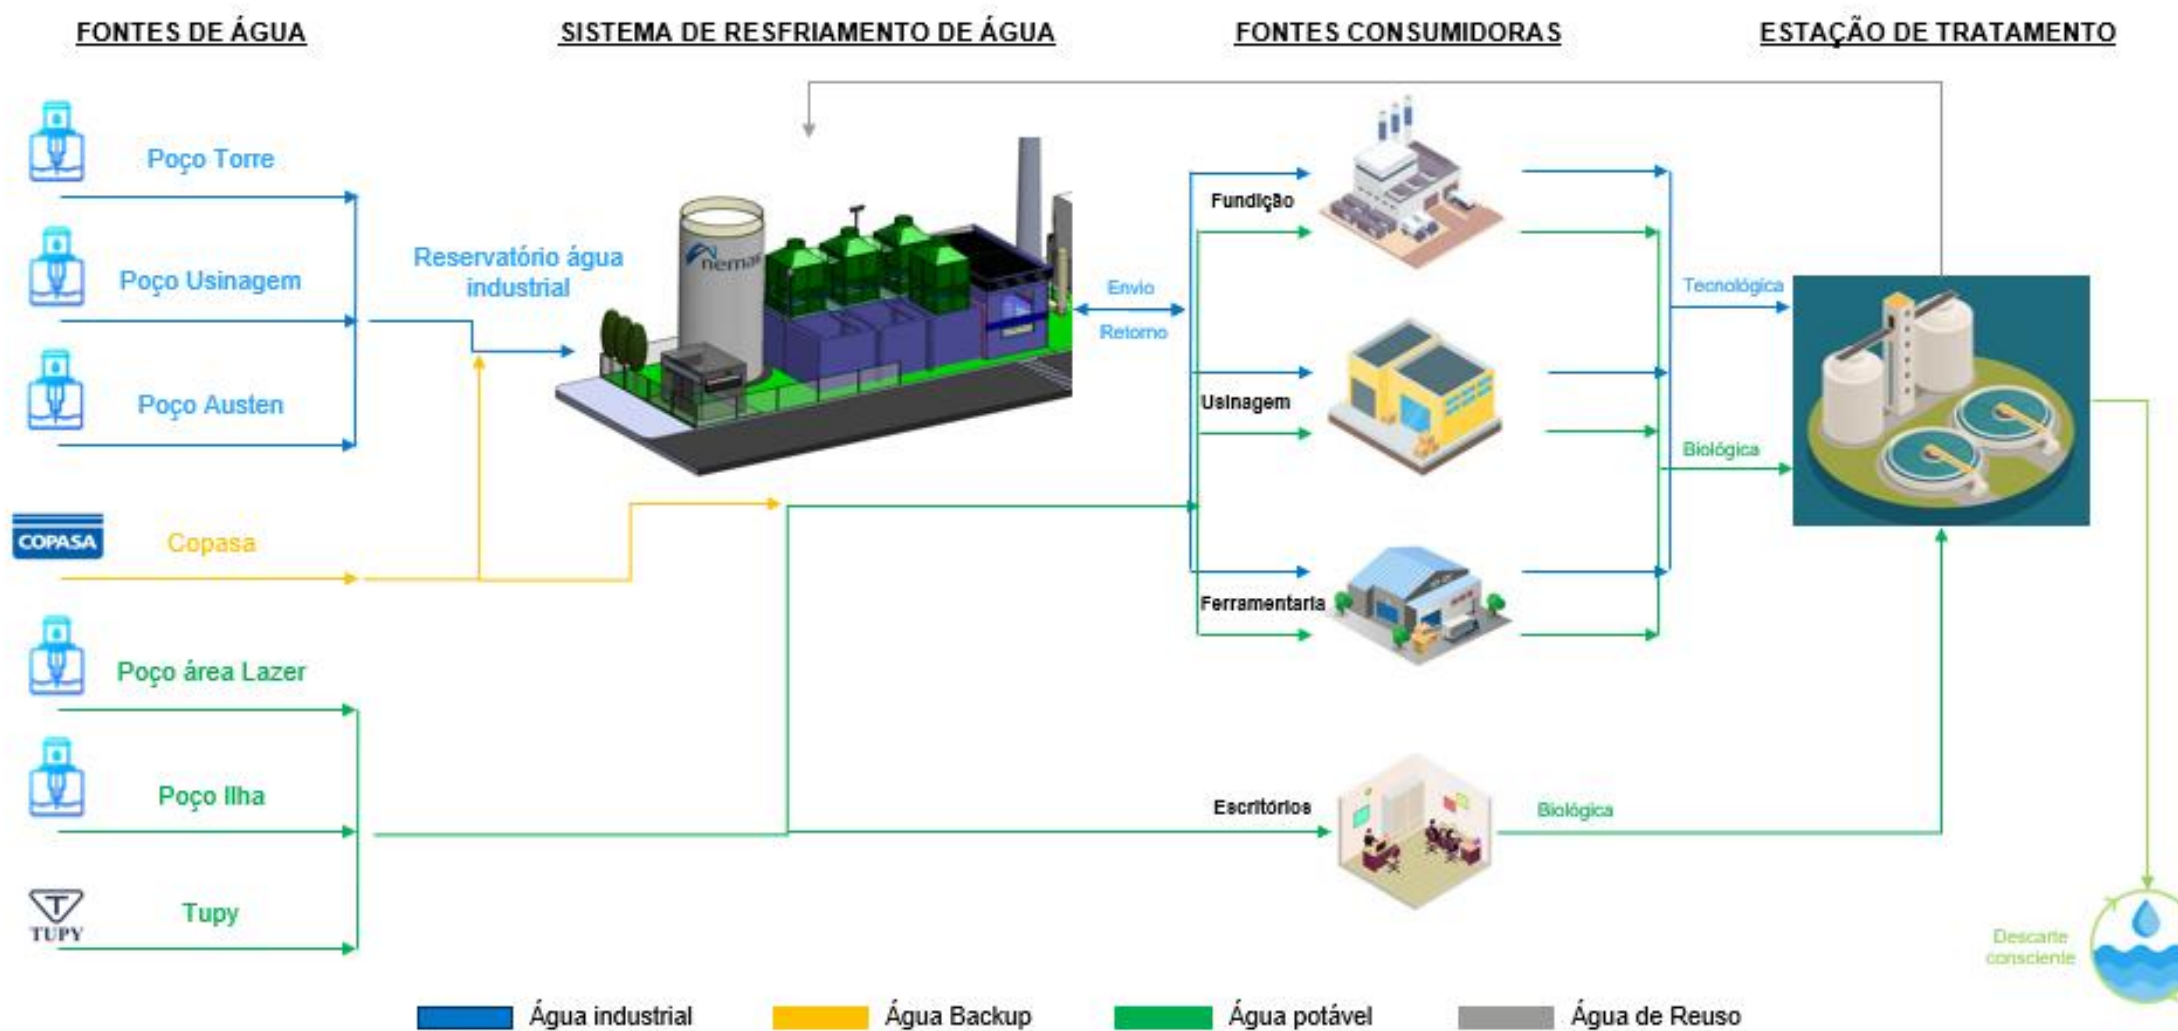 FONTES DE ÁGUA
SISTEMA DE RESFRIAMENTO DE ÁGUA
FONTES CONSUMIDORAS
ESTAÇÃO DE TRATAMENTO
Poço Torre
Poço Usinagem
Poço Austen
Reservatório água
industrial
nemak
Envio
Retorno
Fundição
Usinagem
Ferramentaria
Tecnológica
Biológica
COPASA
Copasa
Poço área Lazer
Poço Ilha
TUPY
Tupy
Escritórios
Biológica
Descarte
consciente
Água industrial
Água Backup
Água potável
Água de Reuso